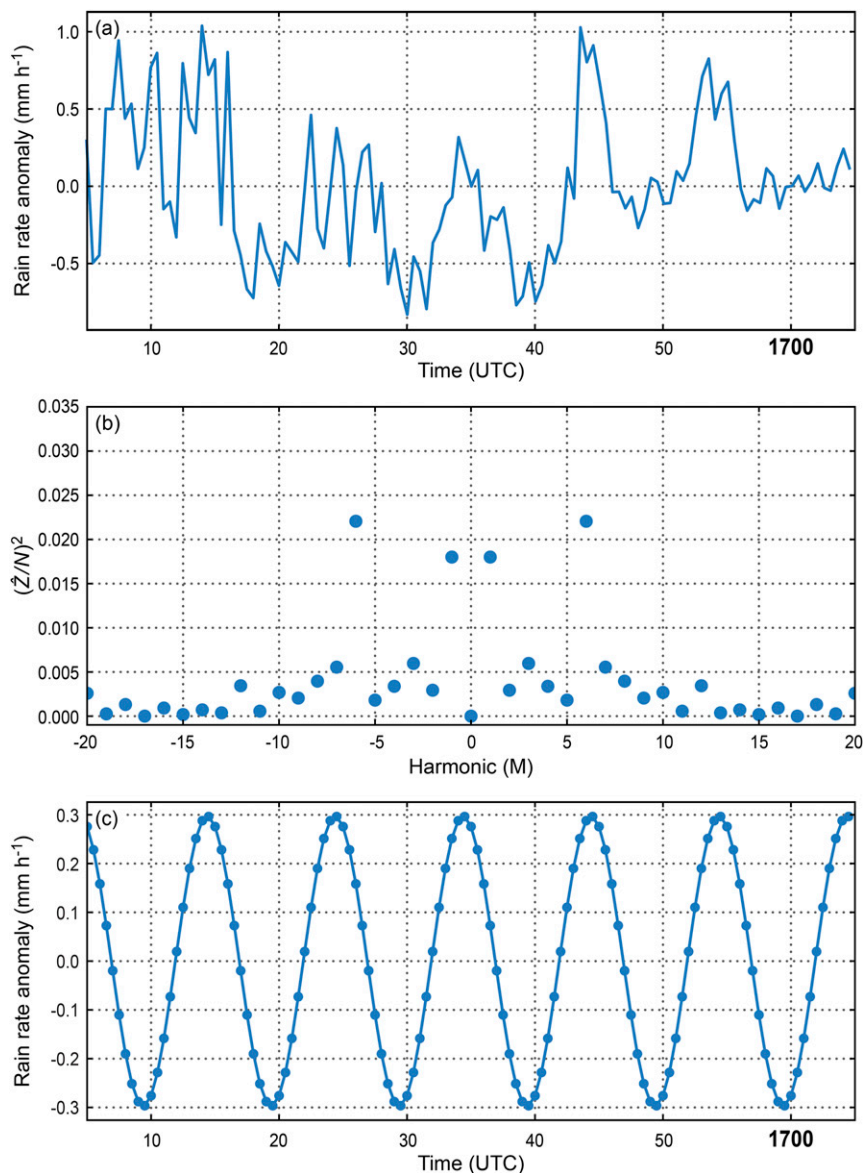 (a)
Rain rate anomaly (mm h⁻¹)
1.0
0.5
0.0
-0.5
10 20 30 40 50 1700
Time (UTC)
(b)
(Ẑ/N)²
0.035
0.030
0.025
0.020
0.015
0.010
0.005
0.000
-20 -15 -10 -5 0 5 10 15 20
Harmonic (M)
(c)
Rain rate anomaly (mm h⁻¹)
0.3
0.2
0.1
0.0
-0.1
-0.2
-0.3
10 20 30 40 50 1700
Time (UTC)